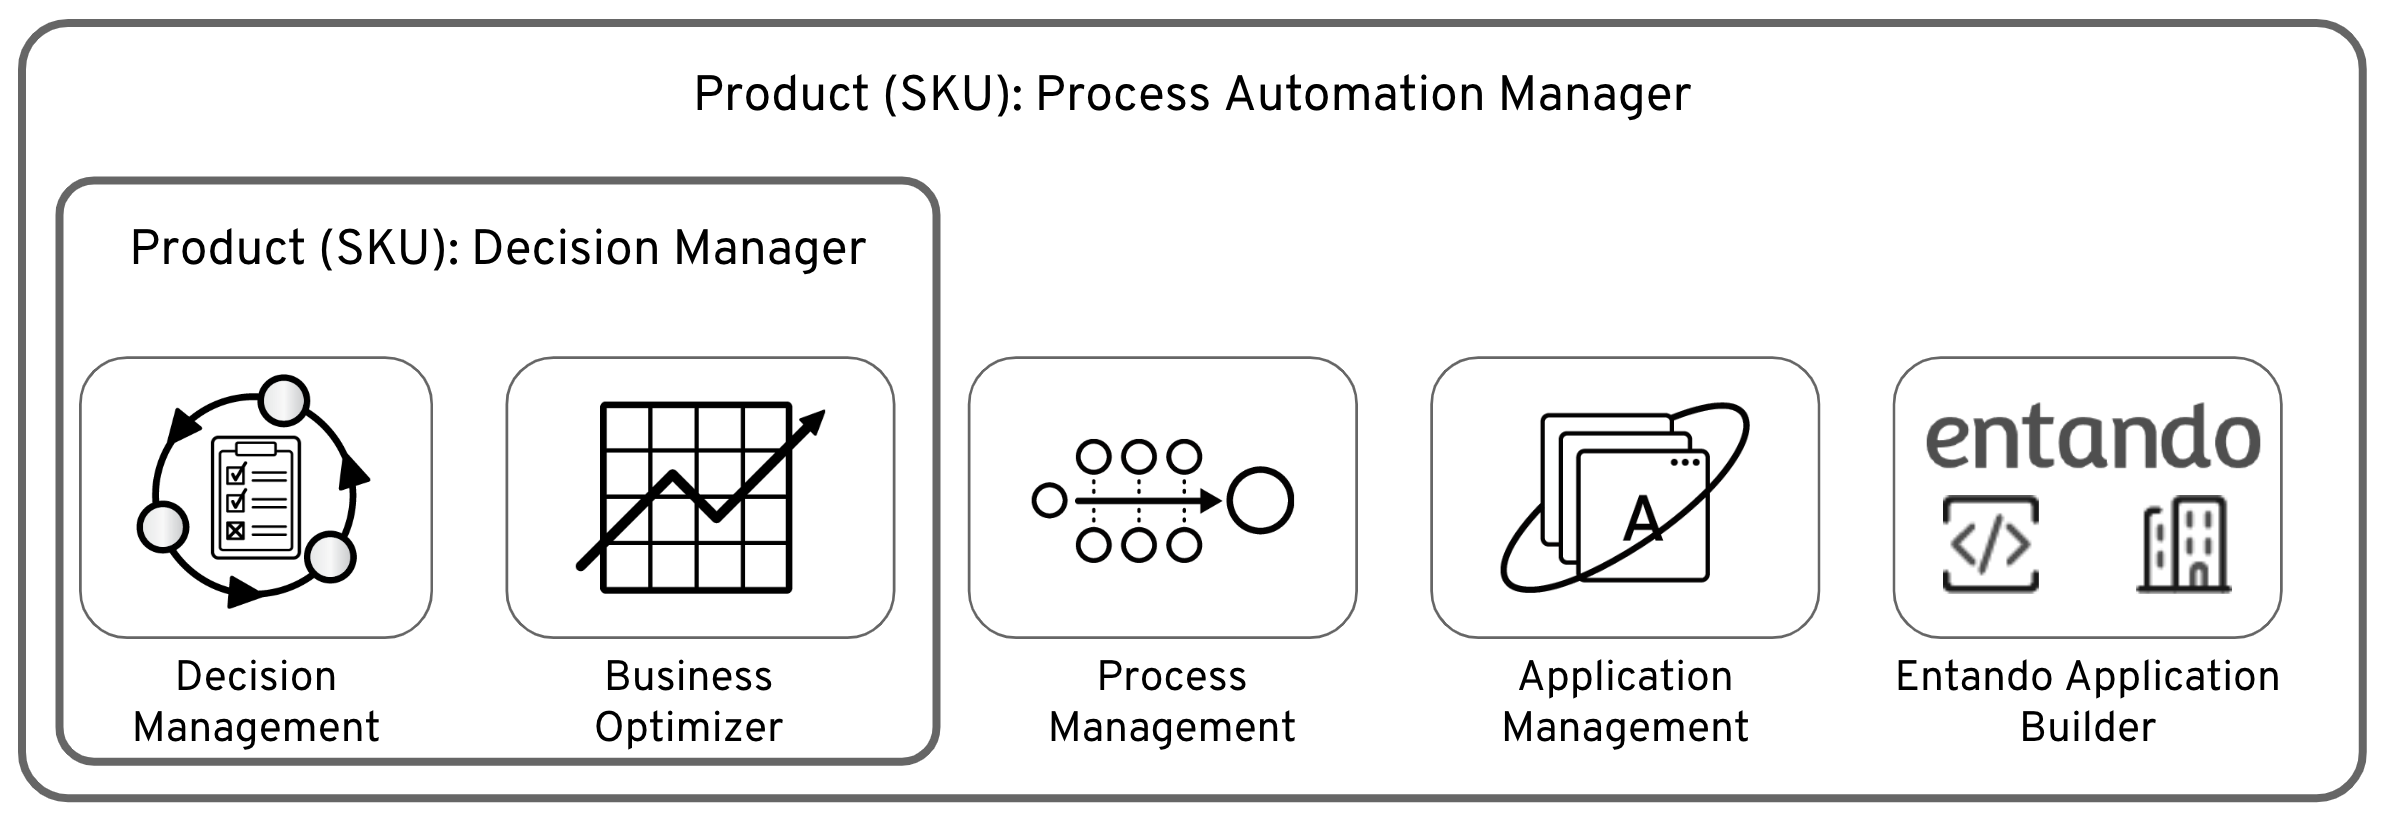 Product (SKU): Process Automation Manager
Product (SKU): Decision Manager
entando
A
</>
Decision
Management
Business
Optimizer
Process
Management
Application
Management
Entando Application
Builder